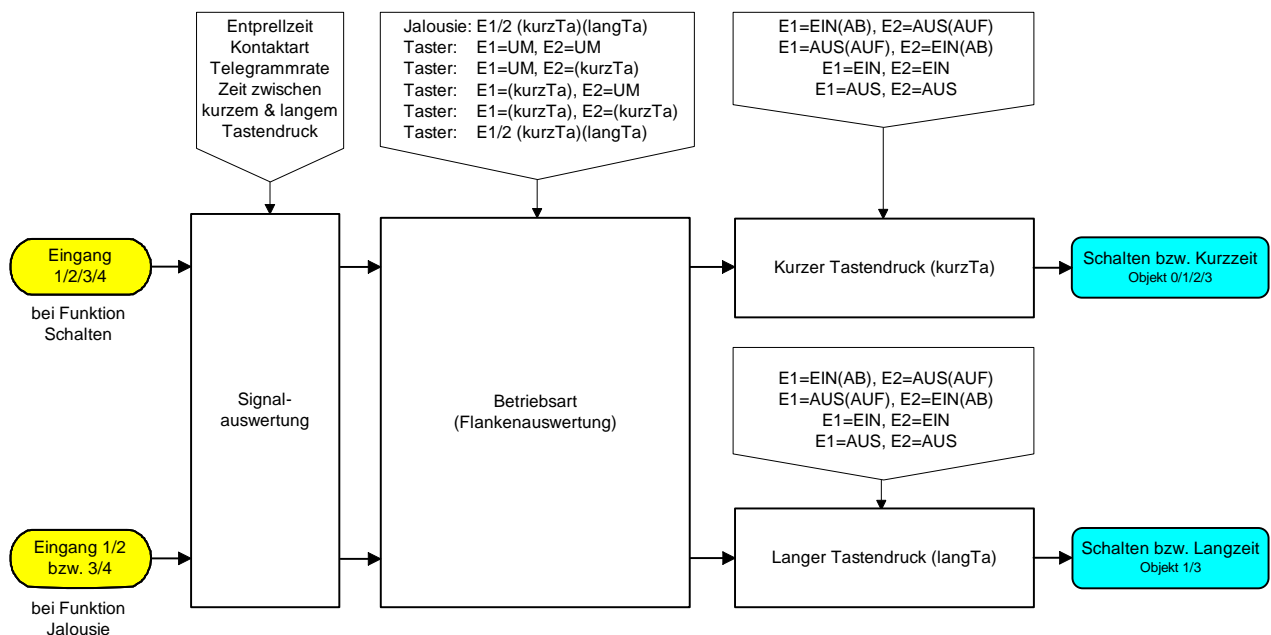 Entprellzeit
Kontaktart
Telegrammrate
Zeit zwischen
kurzem & langem
Tastendruck
Jalousie: E1/2 (kurzTa)(langTa)
Taster: E1=UM, E2=UM
Taster: E1=UM, E2=(kurzTa)
Taster: E1=(kurzTa), E2=UM
Taster: E1=(kurzTa), E2=(kurzTa)
Taster: E1/2 (kurzTa)(langTa)
E1=EIN(AB), E2=AUS(AUF)
E1=AUS(AUF), E2=EIN(AB)
E1=EIN, E2=EIN
E1=AUS, E2=AUS
Eingang
1/2/3/4
bei Funktion
Schalten
Kurzer Tastendruck (kurzTa)
Schalten bzw. Kurzzeit
Objekt 0/1/2/3
Signal-
auswertung
Betriebsart
(Flankenauswertung)
E1=EIN(AB), E2=AUS(AUF)
E1=AUS(AUF), E2=EIN(AB)
E1=EIN, E2=EIN
E1=AUS, E2=AUS
Eingang 1/2
bzw. 3/4
bei Funktion
Jalousie
Langer Tastendruck (langTa)
Schalten bzw. Langzeit
Objekt 1/3